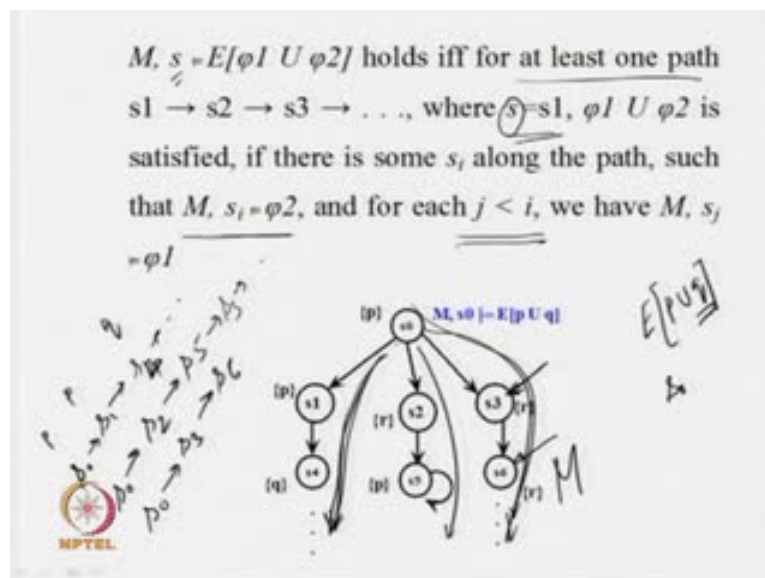 M, s ⊨E[φ1 U φ2] holds iff for at least one path
s1 → s2 → s3 → . . ., where s=s1, φ1 U φ2 is
satisfied, if there is some si along the path, such
that M, si ⊨φ2, and for each j < i, we have M, sj
⊨φ1
{p} s0 M, s0 |=E[p U q]
E[p U q]
{p} s1 {r} s2 s3 {r}
{q} s4 {p} s5 s6 {r}
M
NPTEL